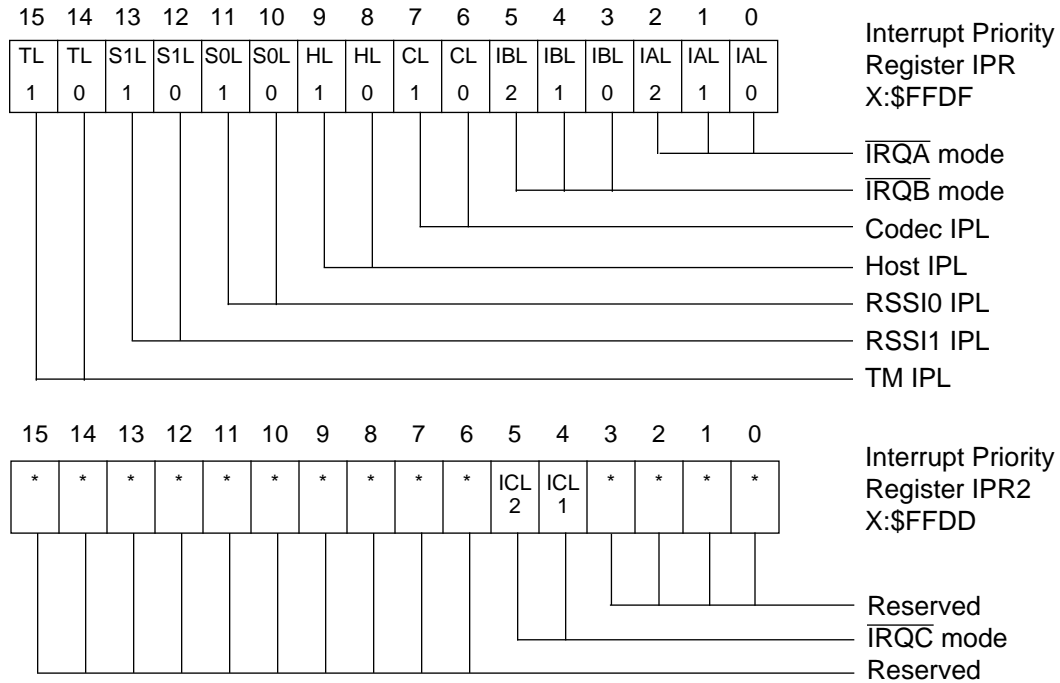 15 14 13 12 11 10 9 8 7 6 5 4 3 2 1 0
TL TL S1L S1L S0L S0L HL HL CL CL IBL IBL IBL IAL IAL IAL
1 0 1 0 1 0 1 0 1 0 2 1 0 2 1 0
Interrupt Priority
Register IPR
X:$FFDF
IRQA mode
IRQB mode
Codec IPL
Host IPL
RSSI0 IPL
RSSI1 IPL
TM IPL
15 14 13 12 11 10 9 8 7 6 5 4 3 2 1 0
* * * * * * * * * * ICL ICL * * * *
2 1
Interrupt Priority
Register IPR2
X:$FFDD
Reserved
IRQC mode
Reserved